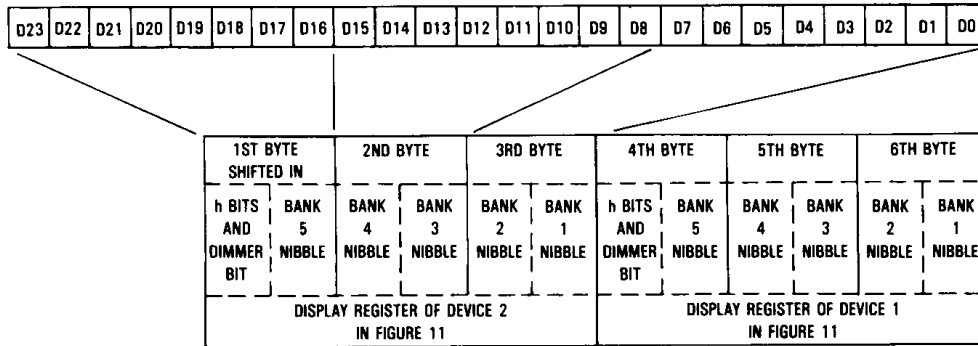 D23 D22 D21 D20 D19 D18 D17 D16 D15 D14 D13 D12 D11 D10 D9 D8 D7 D6 D5 D4 D3 D2 D1 D0
1ST BYTE SHIFTED IN
2ND BYTE
3RD BYTE
4TH BYTE
5TH BYTE
6TH BYTE
h BITS AND DIMMER BIT
BANK 5 NIBBLE
BANK 4 NIBBLE
BANK 3 NIBBLE
BANK 2 NIBBLE
BANK 1 NIBBLE
h BITS AND DIMMER BIT
BANK 5 NIBBLE
BANK 4 NIBBLE
BANK 3 NIBBLE
BANK 2 NIBBLE
BANK 1 NIBBLE
DISPLAY REGISTER OF DEVICE 2
IN FIGURE 11
DISPLAY REGISTER OF DEVICE 1
IN FIGURE 11